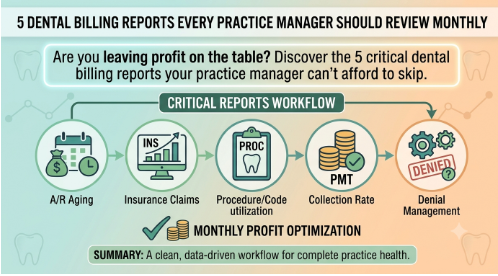 5 DENTAL BILLING REPORTS EVERY PRACTICE MANAGER SHOULD REVIEW MONTHLY
Are you leaving profit on the table? Discover the 5 critical dental
billing reports your practice manager can't afford to skip.
CRITICAL REPORTS WORKFLOW
INS
PROC
PMT
DENIED
?
A/R Aging
Insurance Claims
Procedure/Code
utilization
Collection Rate
Denial
Management
MONTHLY PROFIT OPTIMIZATION
SUMMARY: A clean, data-driven workflow for complete practice health.